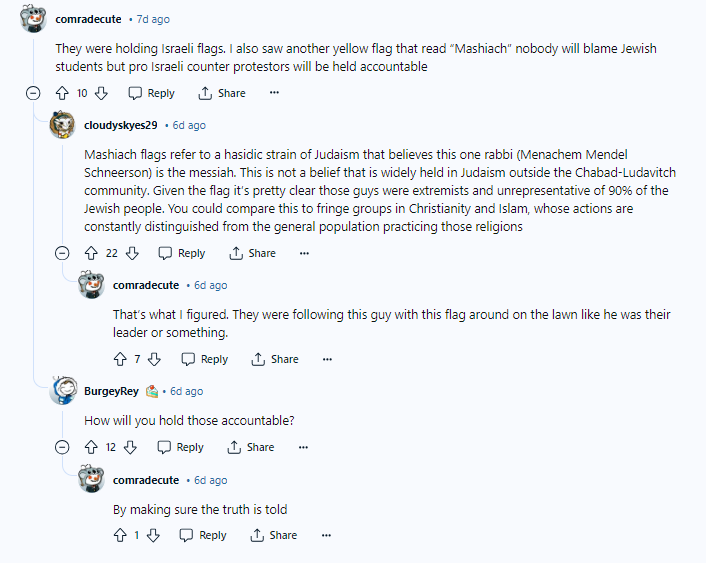 comradecute • 7d ago
They were holding Israeli flags. I also saw another yellow flag that read “Mashiach” nobody will blame Jewish
students but pro Israeli counter protestors will be held accountable
10 Reply Share ...
cloudyskyes29 • 6d ago
Mashiach flags refer to a hasidic strain of Judaism that believes this one rabbi (Menachem Mendel
Schneerson) is the messiah. This is not a belief that is widely held in Judaism outside the Chabad-Ludavitch
community. Given the flag it's pretty clear those guys were extremists and unrepresentative of 90% of the
Jewish people. You could compare this to fringe groups in Christianity and Islam, whose actions are
constantly distinguished from the general population practicing those religions
22 Reply Share ...
comradecute • 6d ago
That's what I figured. They were following this guy with this flag around on the lawn like he was their
leader or something.
7 Reply Share ...
BurgeyRey • 6d ago
How will you hold those accountable?
12 Reply Share ...
comradecute • 6d ago
By making sure the truth is told
1 Reply Share ...